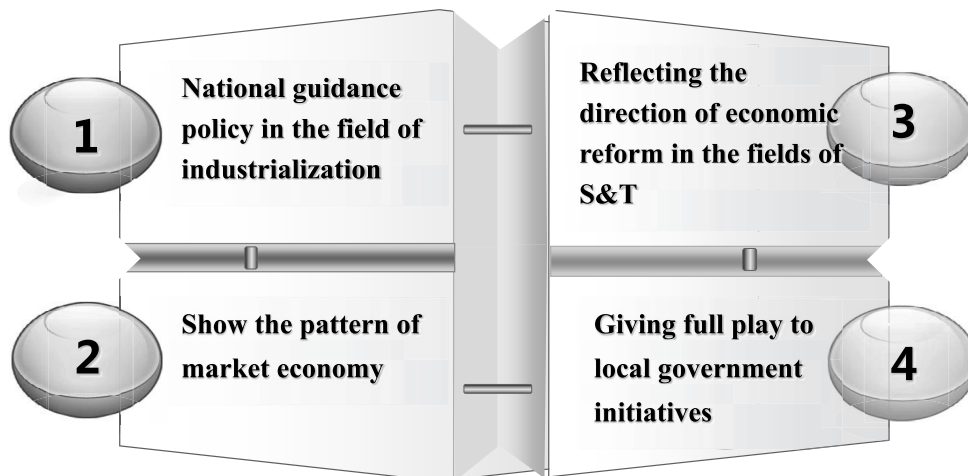 1
National guidance
policy in the field of
industrialization
2
Show the pattern of
market economy
3
Reflecting the
direction of economic
reform in the fields of
S&T
4
Giving full play to
local government
initiatives